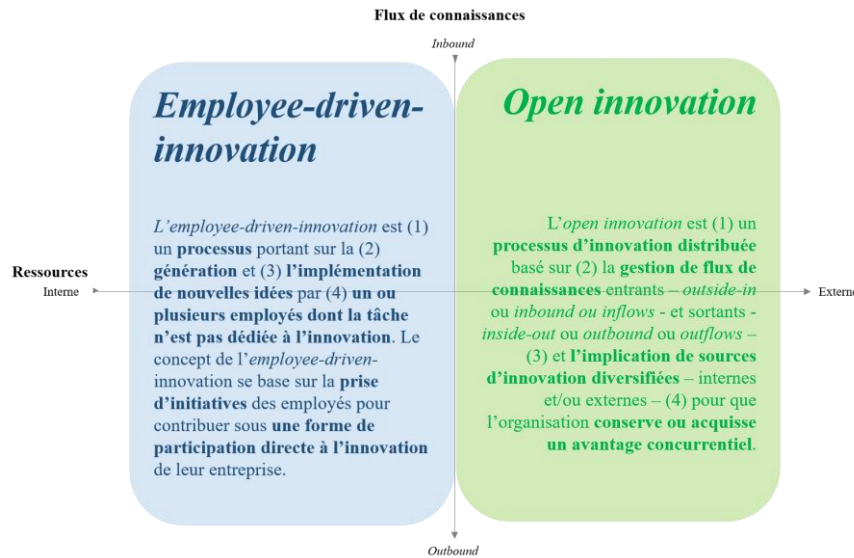 Flux de connaissances
Inbound
Employee-driven-
innovation
L'employee-driven-innovation est (1)
un processus portant sur la (2)
génération et (3) l'implémentation
de nouvelles idées par (4) un ou
plusieurs employés dont la tâche
n'est pas dédiée à l'innovation. Le
concept de l'employee-driven-
innovation se base sur la prise
d'initiatives des employés pour
contribuer sous une forme de
participation directe à l'innovation
de leur entreprise.
Open innovation
L'open innovation est (1) un
processus d'innovation distribuée
basé sur (2) la gestion de flux de
connaissances entrants – outside-in
ou inbound ou inflows - et sortants -
inside-out ou outbound ou outflows –
(3) et l'implication de sources
d'innovation diversifiées – internes
et/ou externes – (4) pour que
l'organisation conserve ou acquisse
un avantage concurrentiel.
Ressources
Interne
Externe
Outbound